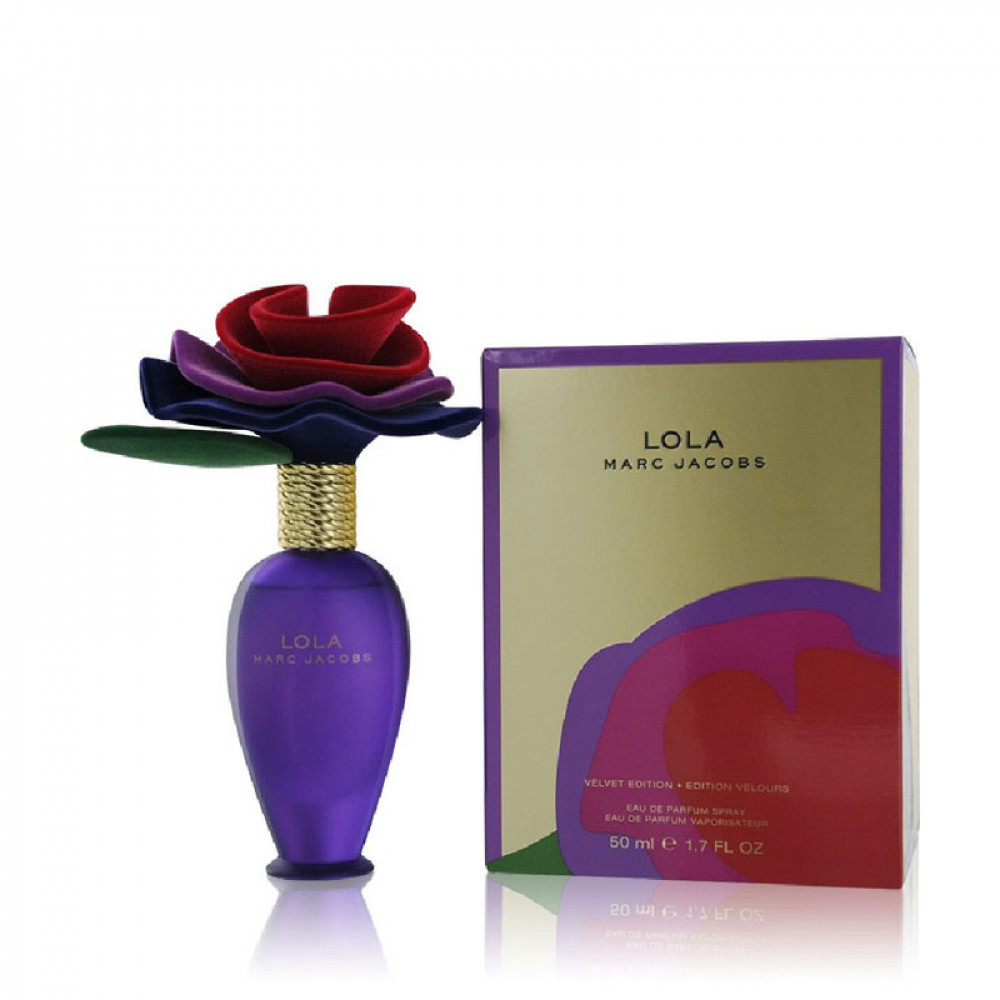 LOLA
MARC JACOBS
LOLA
MARC JACOBS
VELVET EDITION • EDITION VELOURS
EAU DE PARFUM SPRAY
EAU DE PARFUM VAPORISATEUR
50 ml ℮ 1.7 FL OZ